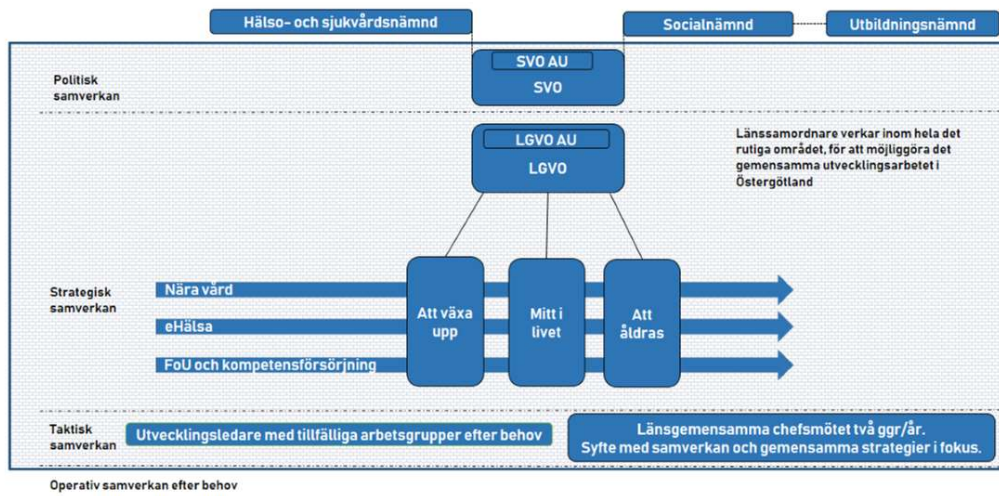 Hälso- och sjukvårdsnämnd
Socialnämnd
Utbildningsnämnd
Politisk
samverkan
SVO AU
SVO
LGVO AU
LGVO
Länssamordnare verkar inom hela det
rutiga området, för att möjliggöra det
gemensamma utvecklingsarbetet i
Östergötland
Strategisk
samverkan
Nära vård
eHälsa
FoU och kompetensförsörjning
Att växa
upp
Mitt i
livet
Att
åldras
Taktisk
samverkan
Utvecklingsledare med tillfälliga arbetsgrupper efter behov
Länsgemensamma chefsmötet två ggr/år.
Syfte med samverkan och gemensamma strategier i fokus.
Operativ samverkan efter behov